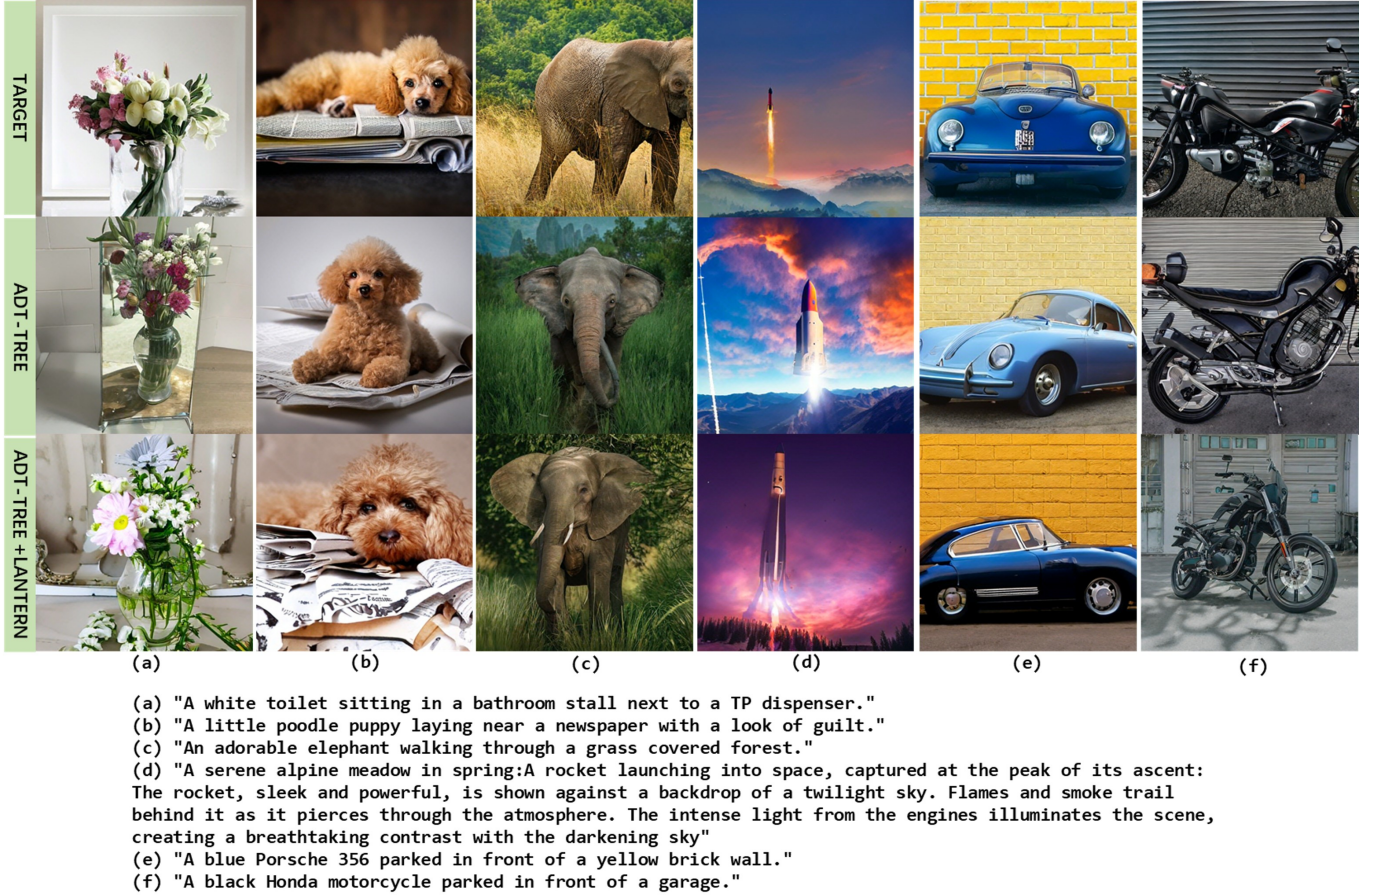 TARGET
ADT-TREE
ADT-TREE+LANTERN
(a) (b) (c) (d) (e) (f)
(a) "A white toilet sitting in a bathroom stall next to a TP dispenser."
(b) "A little poodle puppy laying near a newspaper with a look of guilt."
(c) "An adorable elephant walking through a grass covered forest."
(d) "A serene alpine meadow in spring:A rocket launching into space, captured at the peak of its ascent:
The rocket, sleek and powerful, is shown against a backdrop of a twilight sky. Flames and smoke trail
behind it as it pierces through the atmosphere. The intense light from the engines illuminates the scene,
creating a breathtaking contrast with the darkening sky"
(e) "A blue Porsche 356 parked in front of a yellow brick wall."
(f) "A black Honda motorcycle parked in front of a garage."